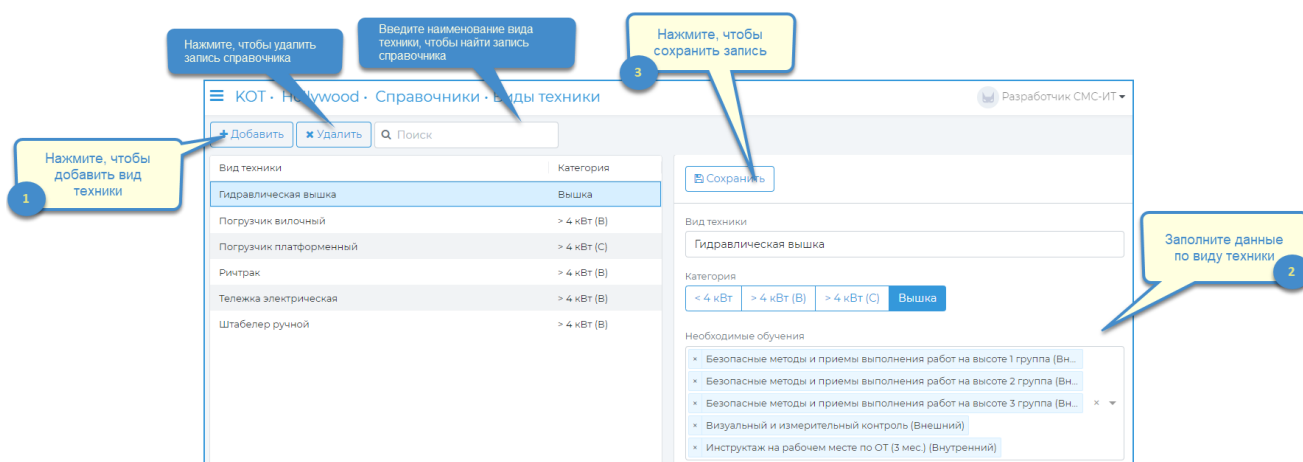 Нажмите, чтобы удалить
запись справочника
Введите наименование вида
техники, чтобы найти запись
справочника
Нажмите, чтобы
сохранить запись
3
КОТ · Hollywood · Справочники · Виды техники
Разработчик СМС-ИТ
Добавить
Удалить
Поиск
Нажмите, чтобы
добавить вид
техники
1
Вид техники Категория
Гидравлическая вышка Вышка
Погрузчик вилочный > 4 кВт (B)
Погрузчик платформенный > 4 кВт (C)
Ричтрак > 4 кВт (B)
Тележка электрическая > 4 кВт (B)
Штабелер ручной > 4 кВт (B)
Сохранить
Вид техники
Гидравлическая вышка
Категория
< 4 кВт > 4 кВт (B) > 4 кВт (C) Вышка
Необходимые обучения
× Безопасные методы и приемы выполнения работ на высоте 1 группа (Вн...
× Безопасные методы и приемы выполнения работ на высоте 2 группа (Вн...
× Безопасные методы и приемы выполнения работ на высоте 3 группа (Вн...
× Визуальный и измерительный контроль (Внешний)
× Инструктаж на рабочем месте по ОТ (3 мес.) (Внутренний)
Заполните данные
по виду техники
2